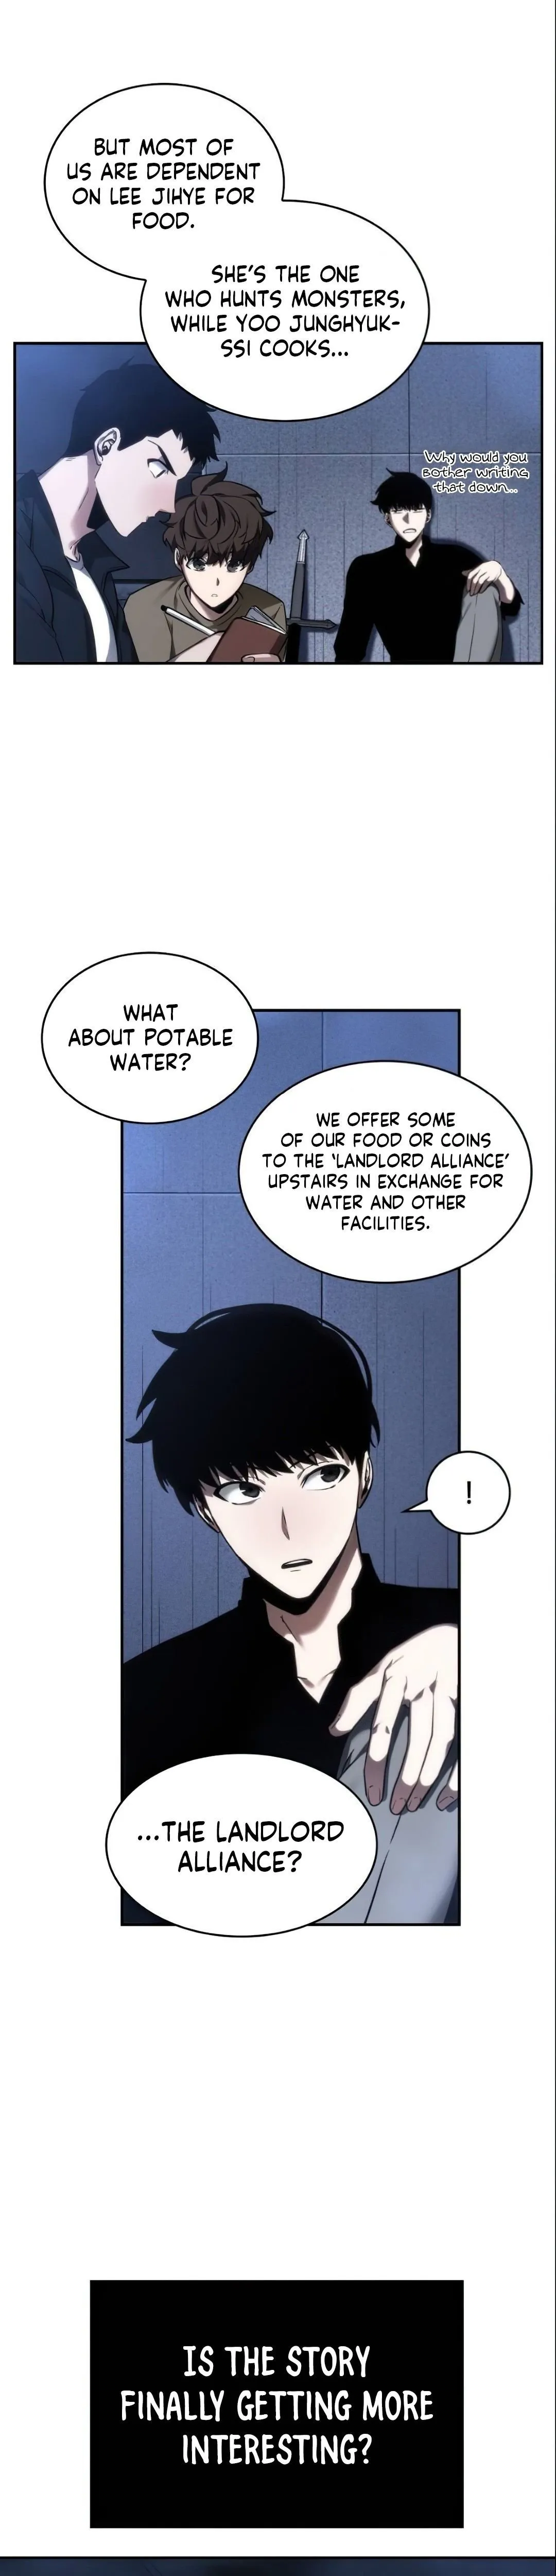 BUT MOST OF
US ARE DEPENDENT
ON LEE JIHYE FOR
FOOD.
SHE'S THE ONE
WHO HUNTS MONSTERS,
WHILE YOO JUNGHYUK-
SSI COOKS...
Why would you
bother writing
that down...
WHAT
ABOUT POTABLE
WATER?
WE OFFER SOME
OF OUR FOOD OR COINS
TO THE 'LANDLORD ALLIANCE'
UPSTAIRS IN EXCHANGE FOR
WATER AND OTHER
FACILITIES.
!
...THE LANDLORD
ALLIANCE?
IS THE STORY
FINALLY GETTING MORE
INTERESTING?